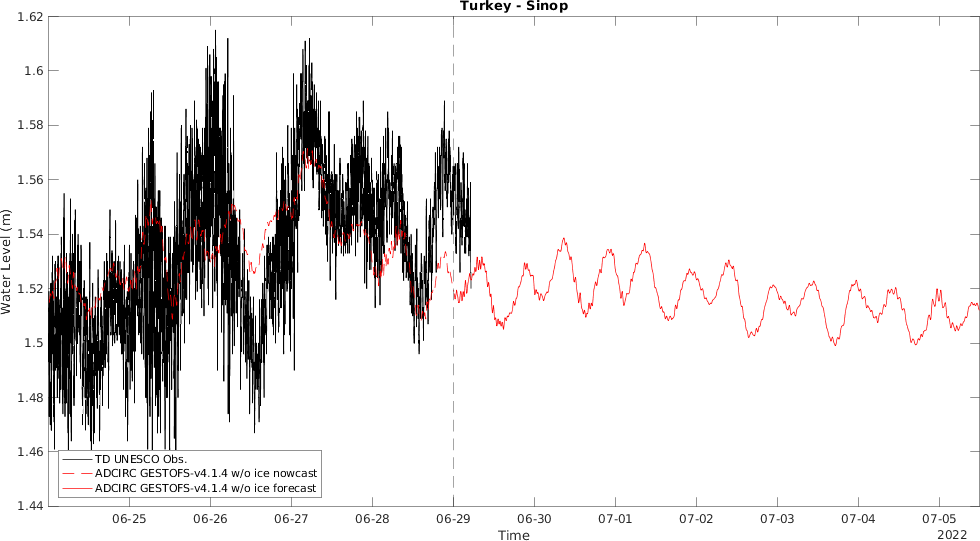 Turkey - Sinop
Water Level (m)
1.62
1.6
1.58
1.56
1.54
1.52
1.5
1.48
1.46
1.44
TD UNESCO Obs.
ADCIRC GESTOFS-v4.1.4 w/o ice nowcast
ADCIRC GESTOFS-v4.1.4 w/o ice forecast
06-25 06-26 06-27 06-28 06-29 06-30 07-01 07-02 07-03 07-04 07-05
Time
2022